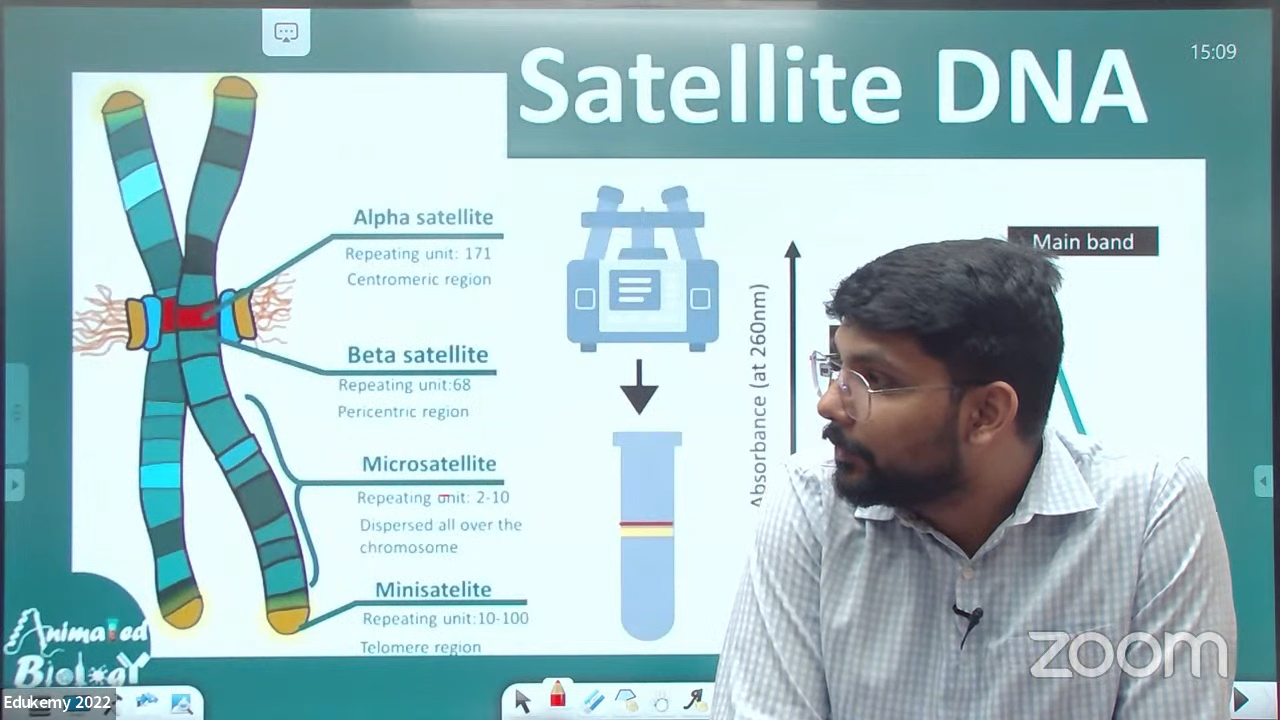 Satellite DNA
15:09
Alpha satellite
Repeating unit: 171
Centromeric region
Beta satellite
Repeating unit:68
Pericentric region
Microsatellite
Repeating unit: 2-10
Dispersed all over the
chromosome
Minisatelite
Repeating unit:10-100
Telomere region
Absorbance (at 260nm)
Main band
Animated
Biology
Edukemy 2022
zoom